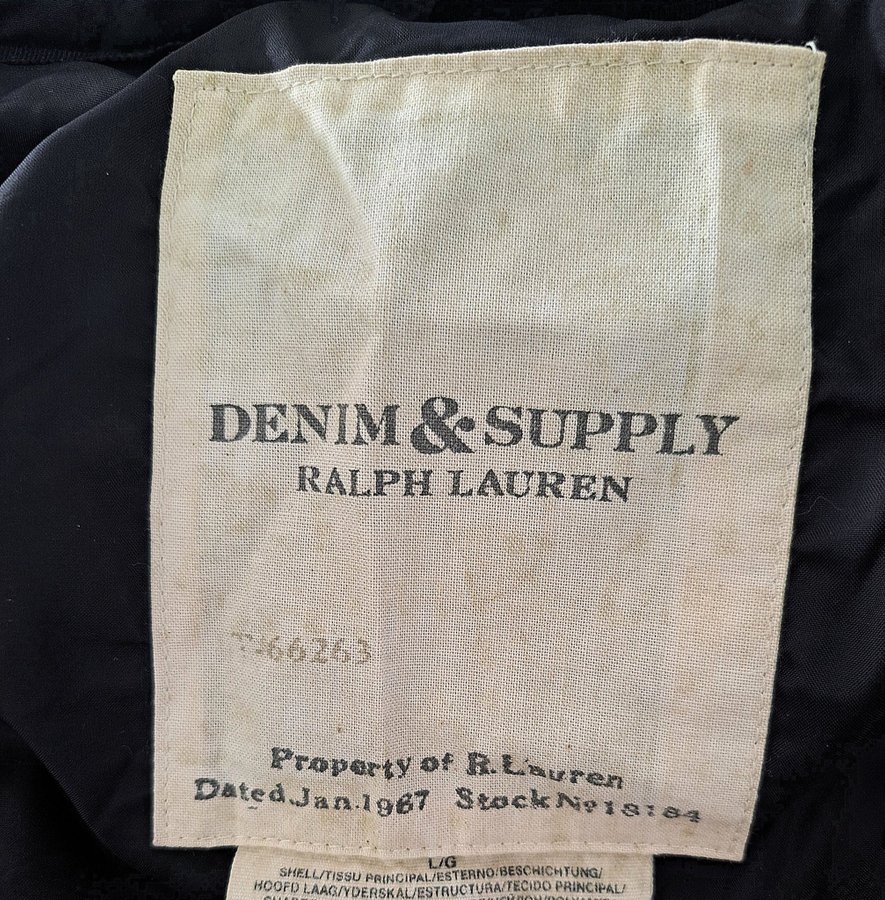 DENIM & SUPPLY
RALPH LAUREN
66263
Property of R. Lauren
Dated Jan. 1967 Stock No 18184
L/G
SHELL/TISSU PRINCIPAL/ESTERNO/BESCHICHTUNG/
HOOFD LAAG/YDERSKAL/ESTRUCTURA/TECIDO PRINCIPAL/